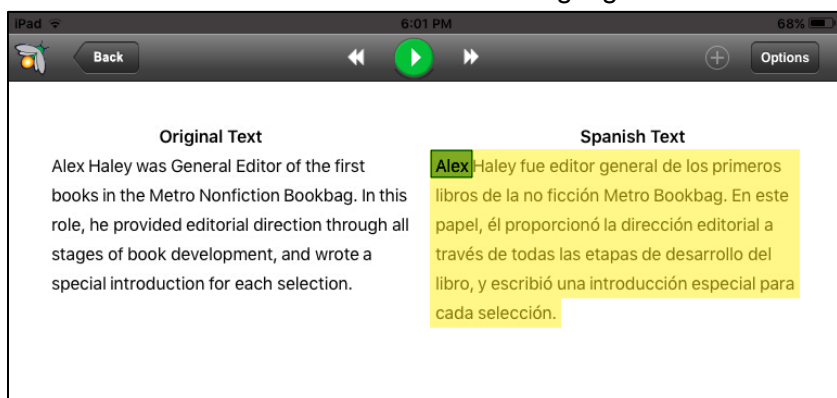 iPad 6:01 PM 68%
Back Options
Original Text
Alex Haley was General Editor of the first
books in the Metro Nonfiction Bookbag. In this
role, he provided editorial direction through all
stages of book development, and wrote a
special introduction for each selection.
Spanish Text
Alex Haley fue editor general de los primeros
libros de la no ficción Metro Bookbag. En este
papel, él proporcionó la dirección editorial a
través de todas las etapas de desarrollo del
libro, y escribió una introducción especial para
cada selección.